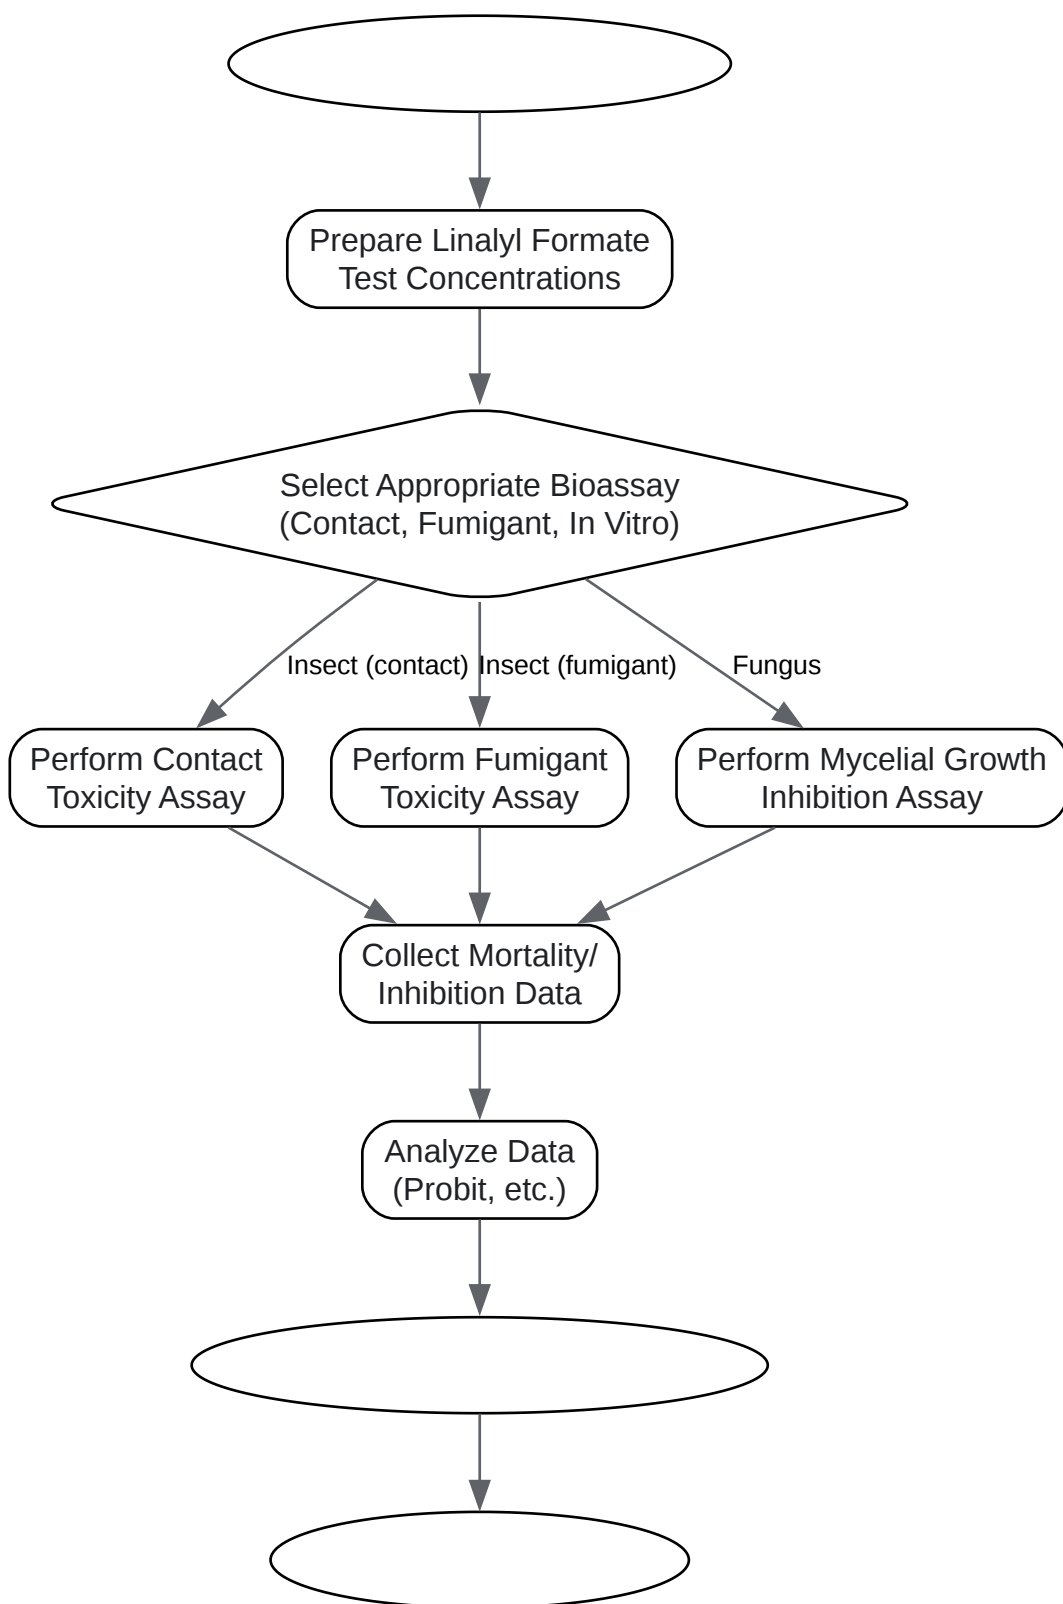 Prepare Linalyl Formate
Test Concentrations
Select Appropriate Bioassay
(Contact, Fumigant, In Vitro)
Insect (contact)
Insect (fumigant)
Fungus
Perform Contact
Toxicity Assay
Perform Fumigant
Toxicity Assay
Perform Mycelial Growth
Inhibition Assay
Collect Mortality/
Inhibition Data
Analyze Data
(Probit, etc.)